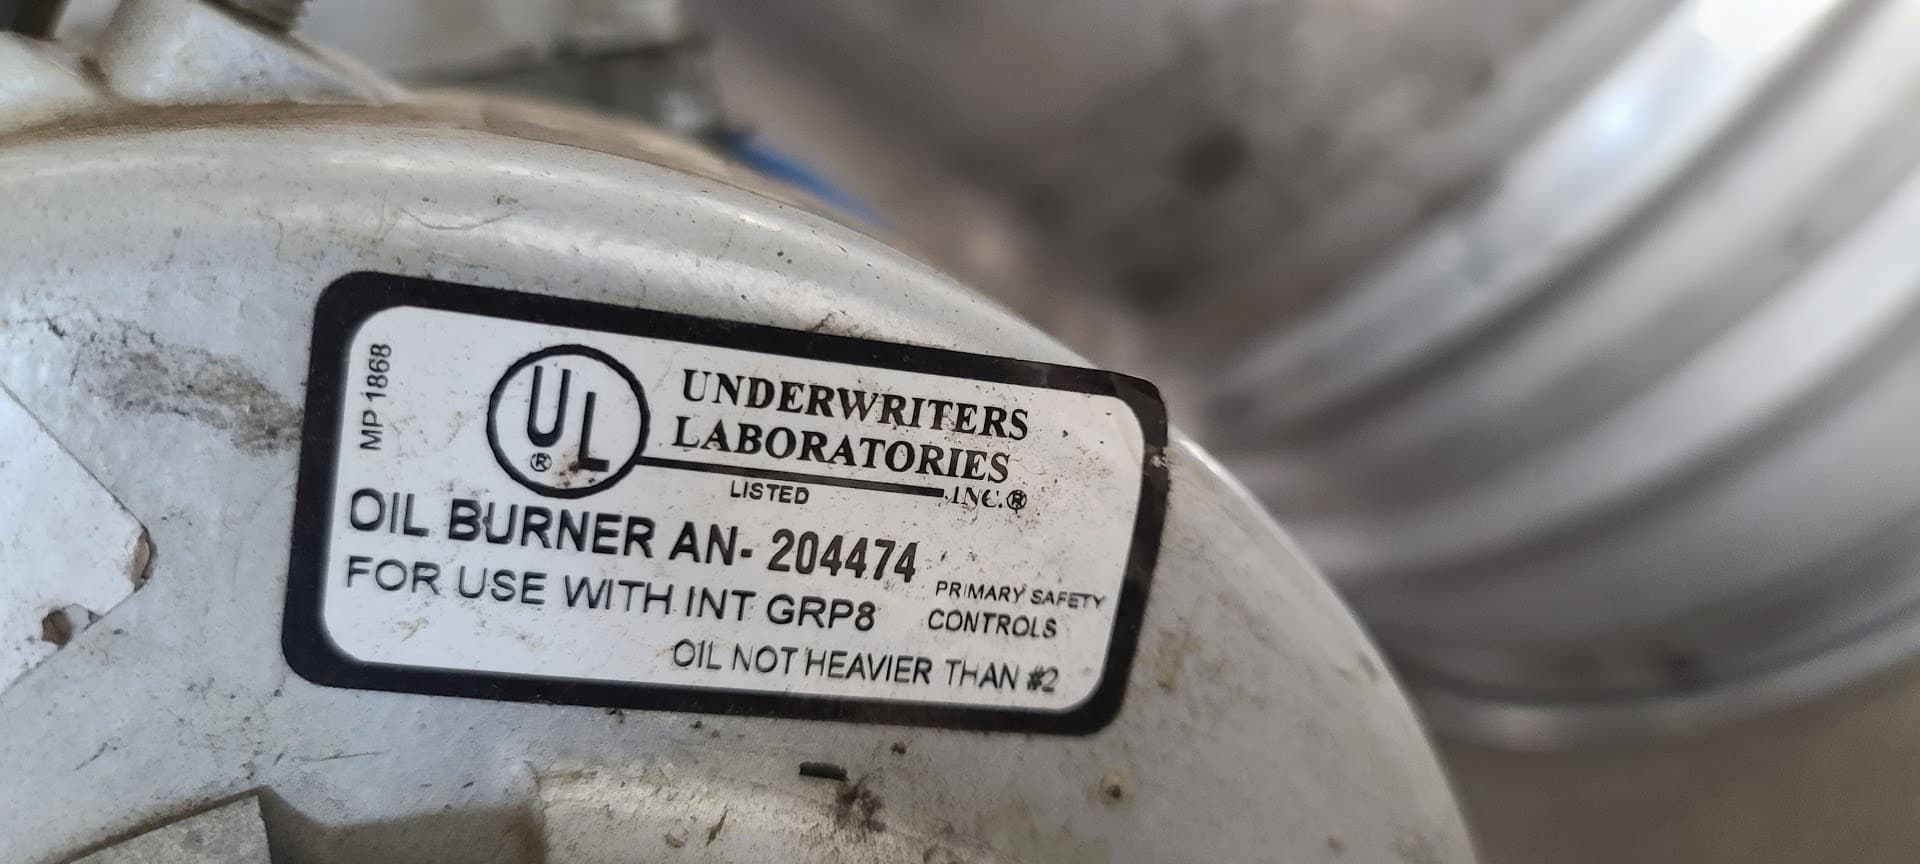 MP 1868
UL ®
UNDERWRITERS
LABORATORIES
LISTED
INC.®
OIL BURNER AN- 204474
FOR USE WITH INT GRP8
PRIMARY SAFETY
CONTROLS
OIL NOT HEAVIER THAN #2